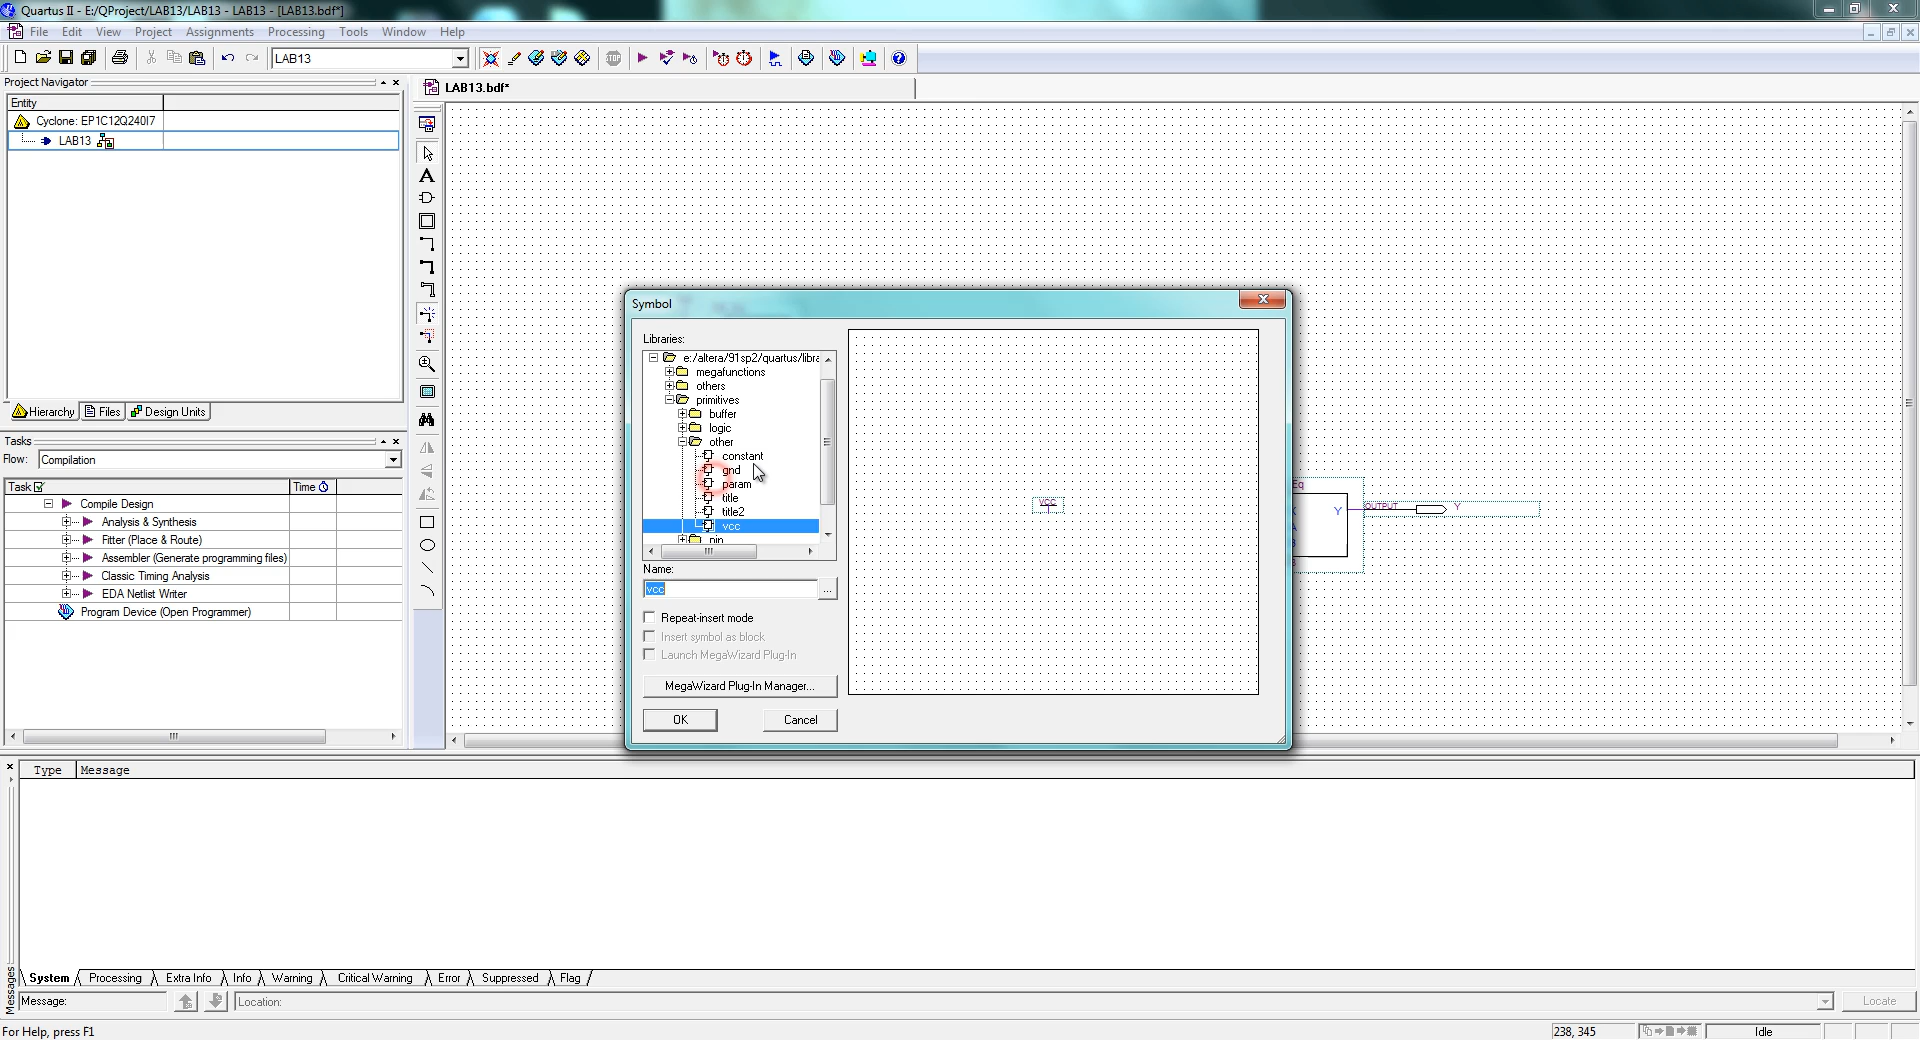 Quartus II - E:/QProject/LAB13/LAB13 - LAB13 - [LAB13.bdf*]
File Edit View Project Assignments Processing Tools Window Help
LAB13
STOP
Project Navigator
LAB13.bdf*
Entity
Cyclone: EP1C12Q240I7
LAB13
Hierarchy Files Design Units
Tasks
Flow: Compilation
Task Time
Compile Design
Analysis & Synthesis
Fitter (Place & Route)
Assembler (Generate programming files)
Classic Timing Analysis
EDA Netlist Writer
Program Device (Open Programmer)
Symbol
Libraries:
e:/altera/91sp2/quartus/libra
megafunctions
others
primitives
buffer
logic
other
constant
gnd
param
title
title2
vcc
pin
Name:
vcc
...
Repeat-insert mode
Insert symbol as block
Launch MegaWizard Plug-In
MegaWizard Plug-In Manager...
OK Cancel
VCC
Eq
Y
OUTPUT
Y
Type Message
System Processing Extra Info Info Warning Critical Warning Error Suppressed Flag
Messages
Message: Location: Locate
For Help, press F1 238, 345 Idle